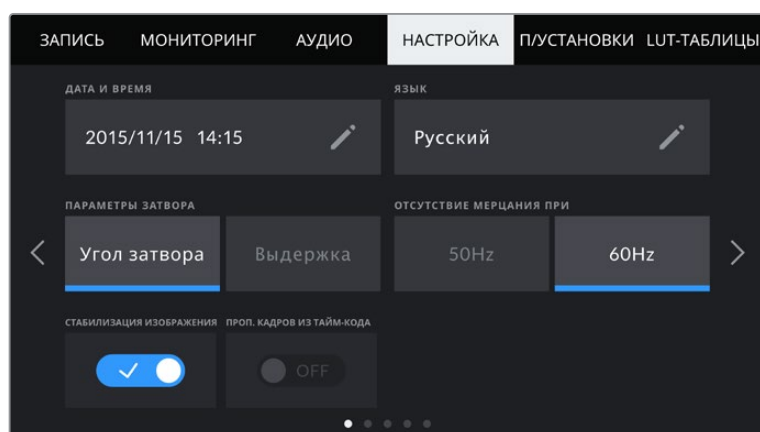 ЗАПИСЬ МОНИТОРИНГ АУДИО НАСТРОЙКА П/УСТАНОВКИ LUT-ТАБЛИЦЫ
ДАТА И ВРЕМЯ ЯЗЫК
2015/11/15 14:15 Русский
ПАРАМЕТРЫ ЗАТВОРА ОТСУТСТВИЕ МЕРЦАНИЯ ПРИ
Угол затвора Выдержка 50Hz 60Hz
СТАБИЛИЗАЦИЯ ИЗОБРАЖЕНИЯ ПРОП. КАДРОВ ИЗ ТАЙМ-КОДА
OFF